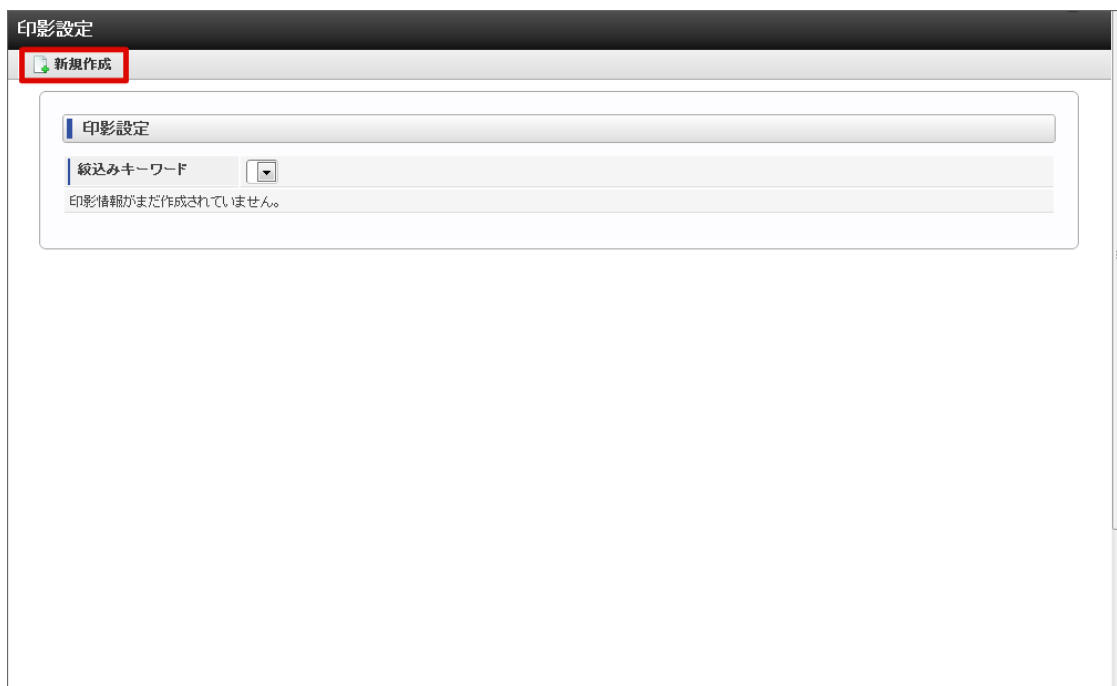 印影設定
新規作成
印影設定
絞込みキーワード
印影情報がまだ作成されていません。